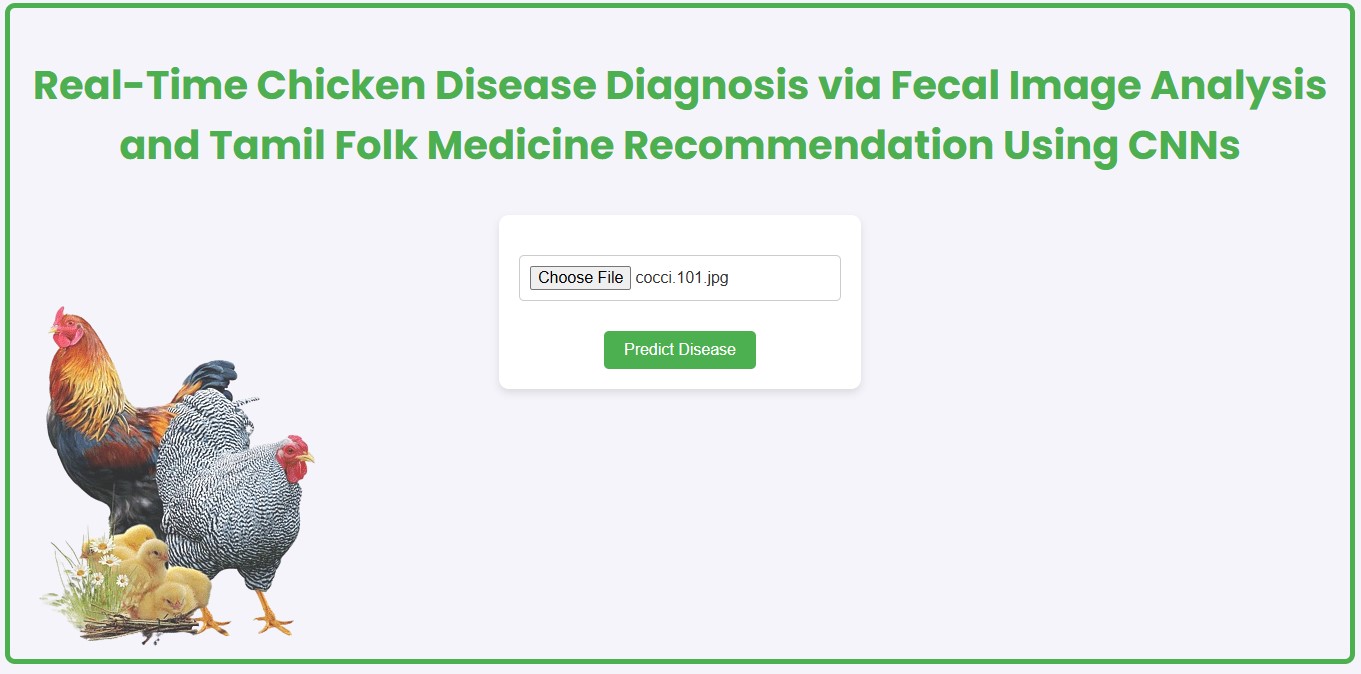 Real-Time Chicken Disease Diagnosis via Fecal Image Analysis
and Tamil Folk Medicine Recommendation Using CNNs
Choose File cocci.101.jpg
Predict Disease